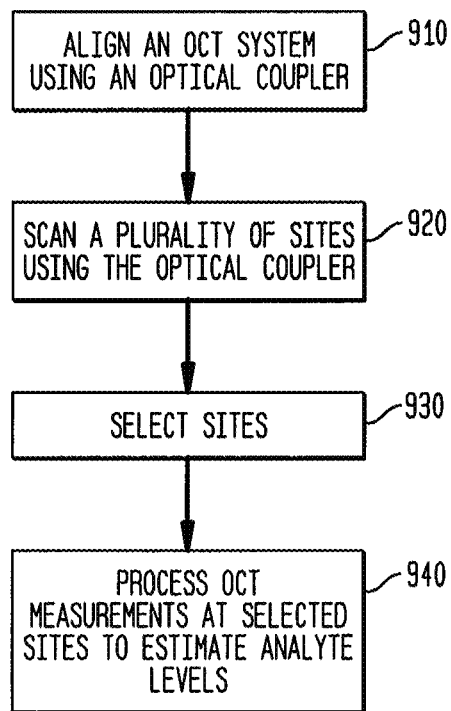 ALIGN AN OCT SYSTEM
USING AN OPTICAL COUPLER
910
SCAN A PLURALITY OF SITES
USING THE OPTICAL COUPLER
920
SELECT SITES
930
PROCESS OCT
MEASUREMENTS AT SELECTED
SITES TO ESTIMATE ANALYTE
LEVELS
940